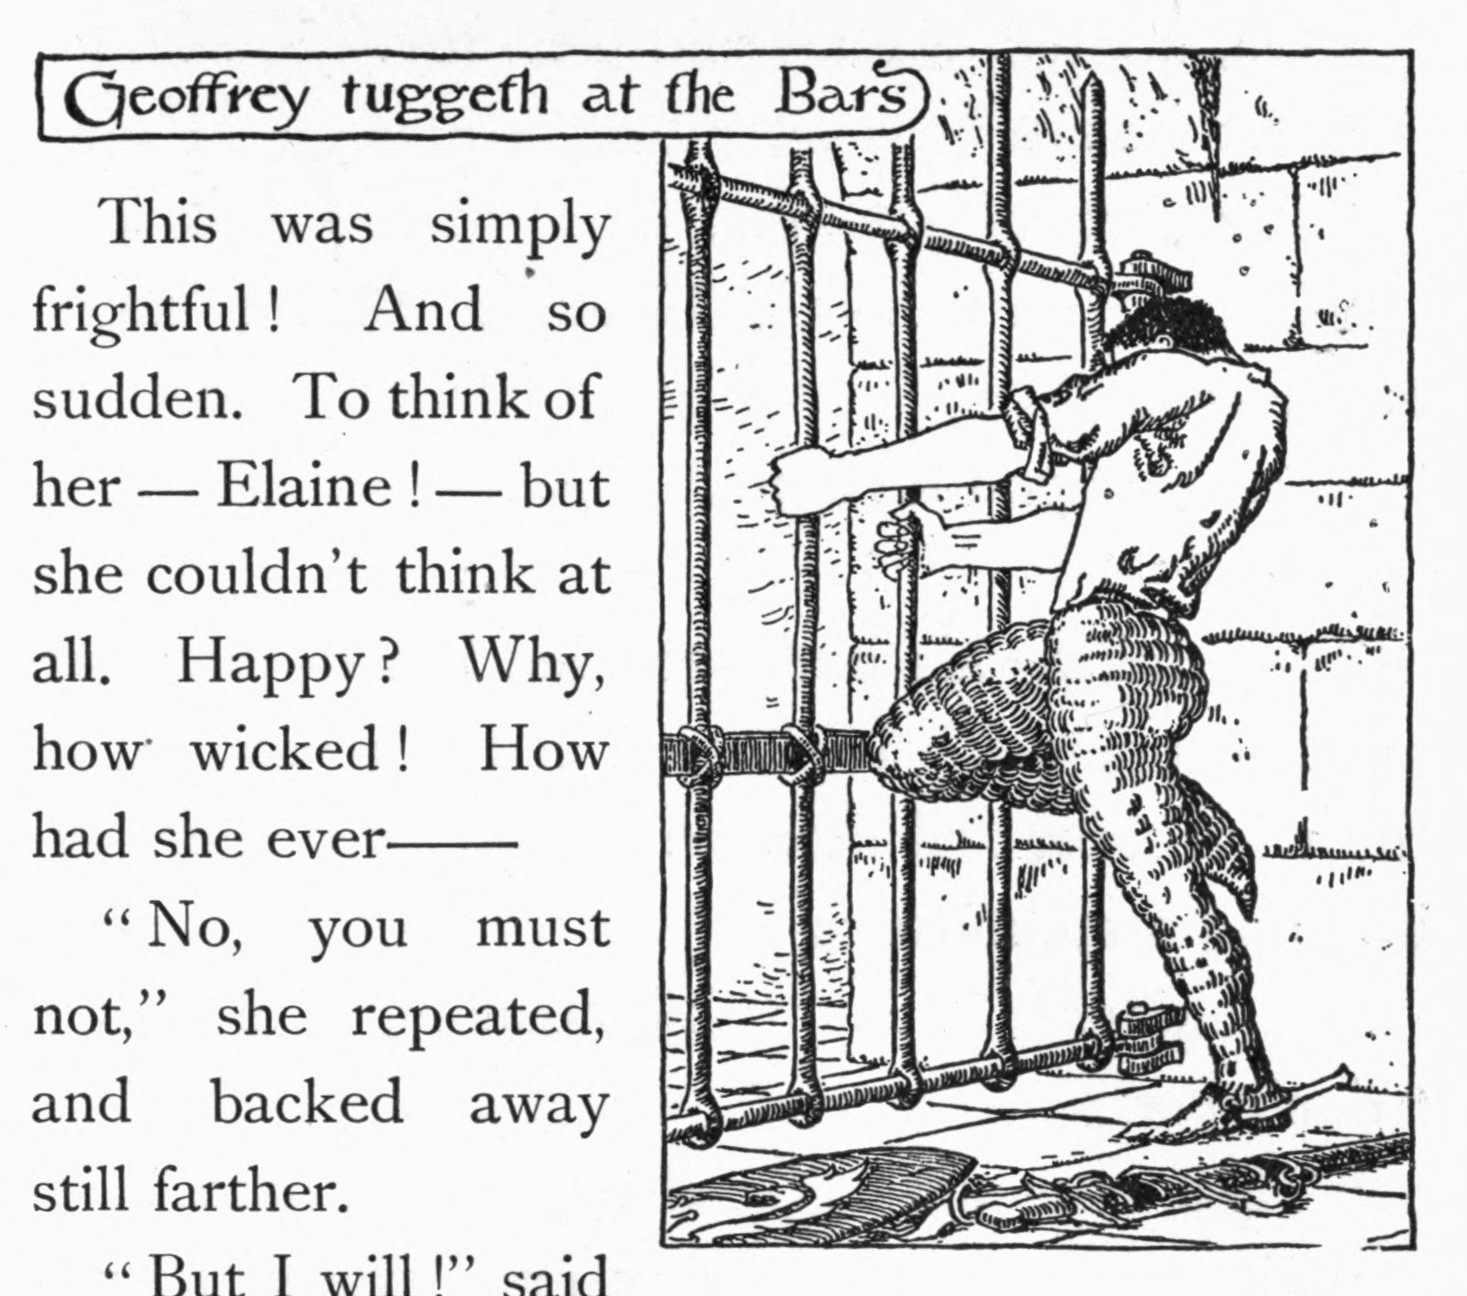 Geoffrey tuggeth at the Bars
This was simply
frightful! And so
sudden. To think of
her — Elaine! — but
she couldn't think at
all. Happy? Why,
how wicked! How
had she ever——
“No, you must
not,” she repeated,
and backed away
still farther.
“But I will!” said